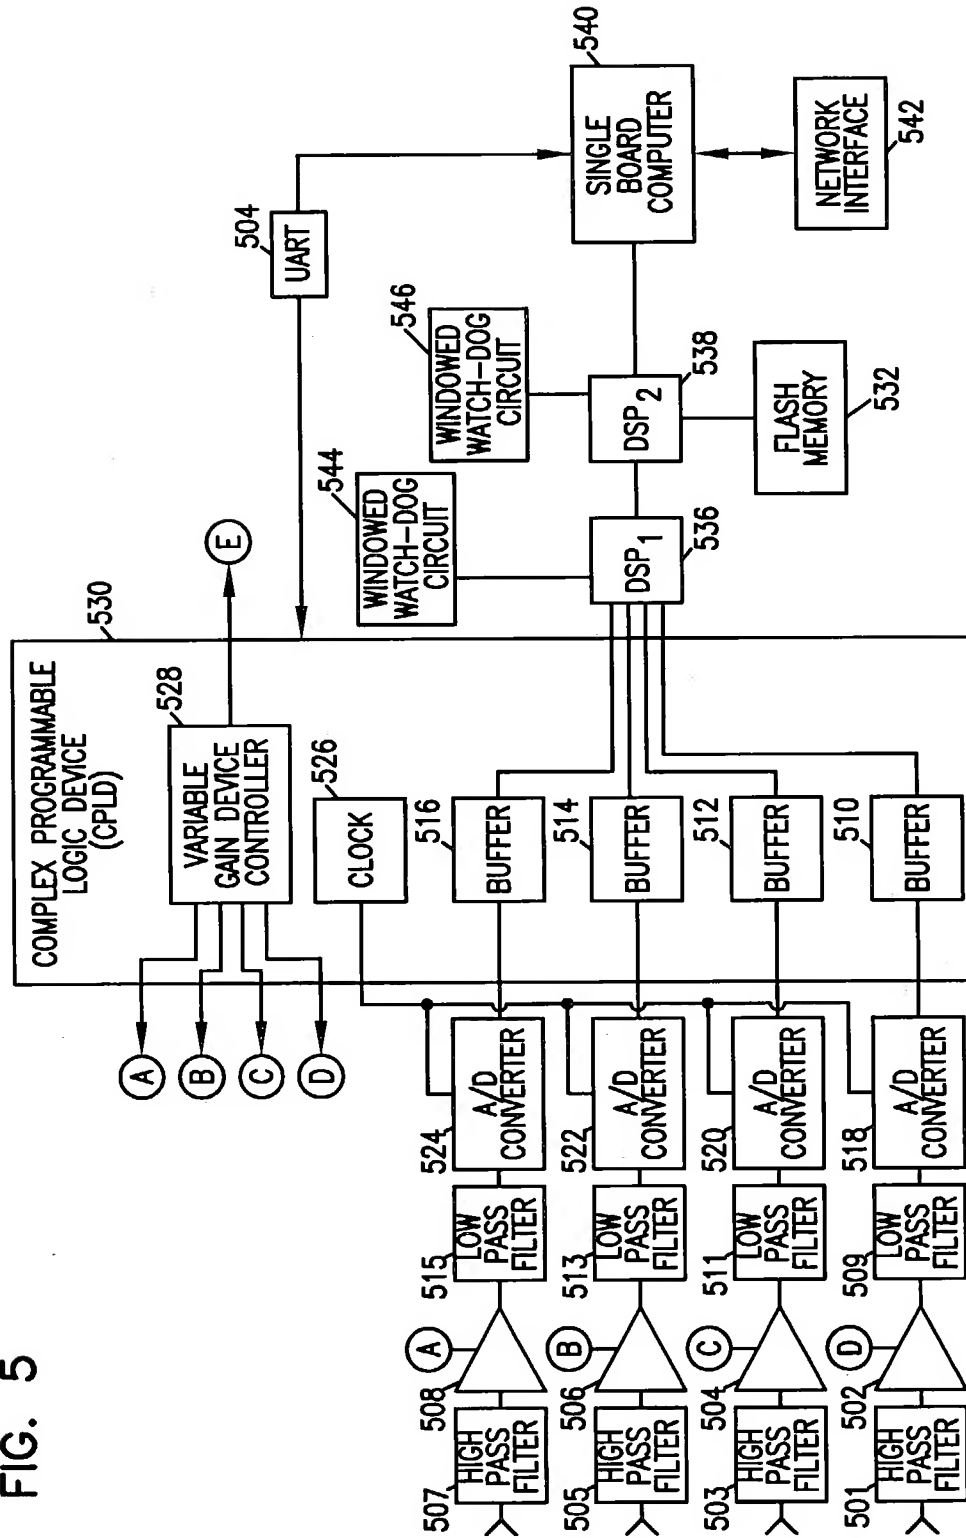 FIG. 5
COMPLEX PROGRAMMABLE
LOGIC DEVICE
(CPLD)
530
A
B
C
D
VARIABLE
GAIN DEVICE
CONTROLLER
528
E
UART
504
CLOCK
526
507
HIGH
PASS
FILTER
508
A
515
LOW
PASS
FILTER
524
A/D
CONVERTER
BUFFER
516
505
HIGH
PASS
FILTER
506
B
513
LOW
PASS
FILTER
522
A/D
CONVERTER
BUFFER
514
503
HIGH
PASS
FILTER
504
C
511
LOW
PASS
FILTER
520
A/D
CONVERTER
BUFFER
512
501
HIGH
PASS
FILTER
502
D
509
LOW
PASS
FILTER
518
A/D
CONVERTER
BUFFER
510
WINDOWED
WATCH-DOG
CIRCUIT
544
WINDOWED
WATCH-DOG
CIRCUIT
546
DSP1
536
DSP2
538
FLASH
MEMORY
532
SINGLE
BOARD
COMPUTER
540
NETWORK
INTERFACE
542